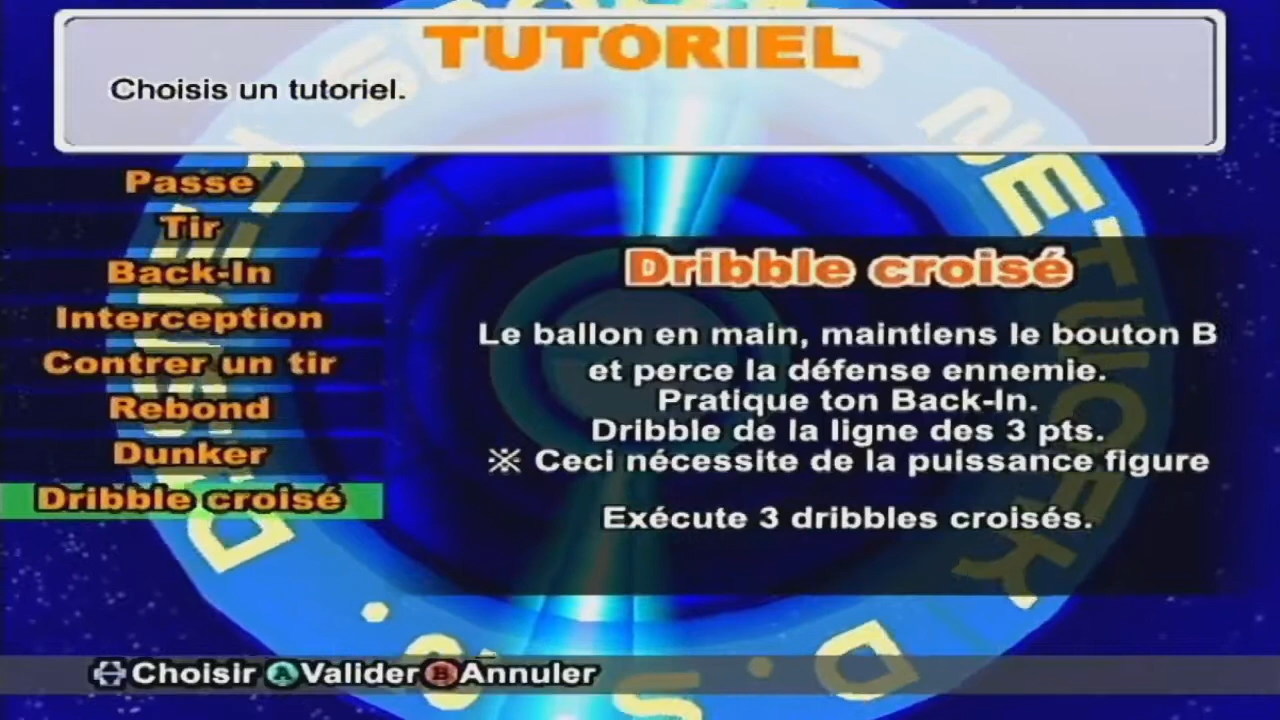 TUTORIEL
Choisis un tutoriel.
Passe
Tir
Back-In
Interception
Contrer un tir
Rebond
Dunker
Dribble croisé
Dribble croisé
Le ballon en main, maintiens le bouton B
et perce la défense ennemie.
Pratique ton Back-In.
Dribble de la ligne des 3 pts.
※ Ceci nécessite de la puissance figure
Exécute 3 dribbles croisés.
Choisir A Valider B Annuler